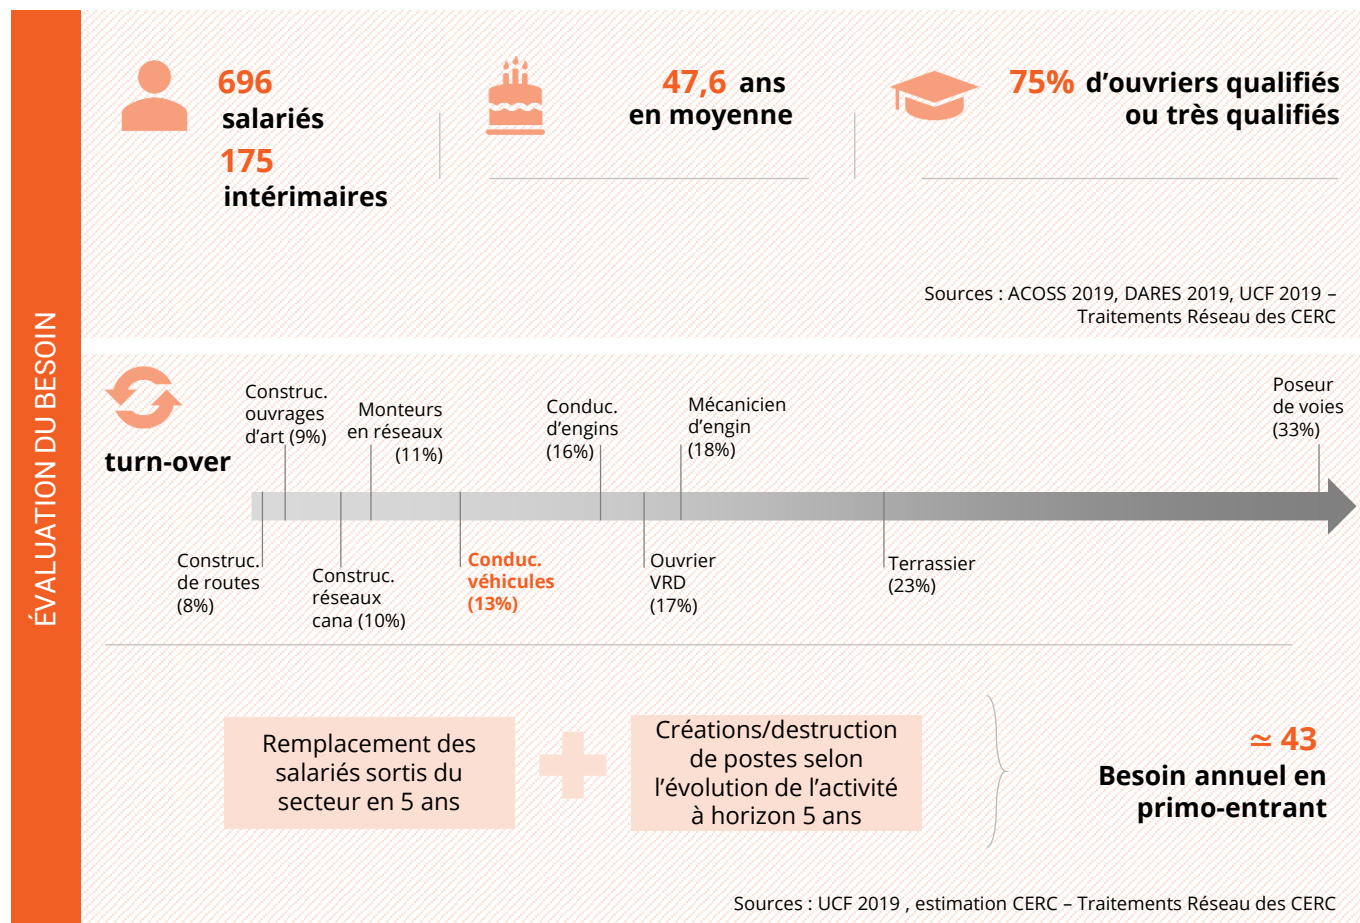 ÉVALUATION DU BESOIN
696
salariés
175
intérimaires
47,6 ans
en moyenne
75% d’ouvriers qualifiés
ou très qualifiés
Sources : ACOSS 2019, DARES 2019, UCF 2019 –
Traitements Réseau des CERC
turn-over
Construc.
ouvrages
d’art (9%)
Monteurs
en réseaux
(11%)
Conduc.
d’engins
(16%)
Mécanicien
d’engin
(18%)
Poseur
de voies
(33%)
Construc.
de routes
(8%)
Construc.
réseaux
cana (10%)
Conduc.
véhicules
(13%)
Ouvrier
VRD
(17%)
Terrassier
(23%)
Remplacement des
salariés sortis du
secteur en 5 ans
Créations/destruction
de postes selon
l’évolution de l’activité
à horizon 5 ans
≃ 43
Besoin annuel en
primo-entrant
Sources : UCF 2019 , estimation CERC – Traitements Réseau des CERC